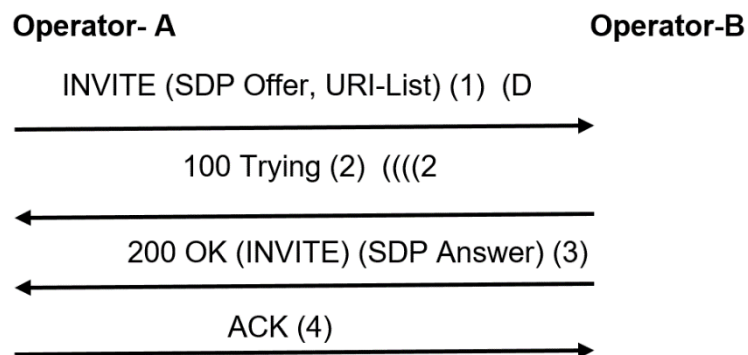 Operator- A Operator-B
INVITE (SDP Offer, URI-List) (1) (D
100 Trying (2) ((((2
200 OK (INVITE) (SDP Answer) (3)
ACK (4)